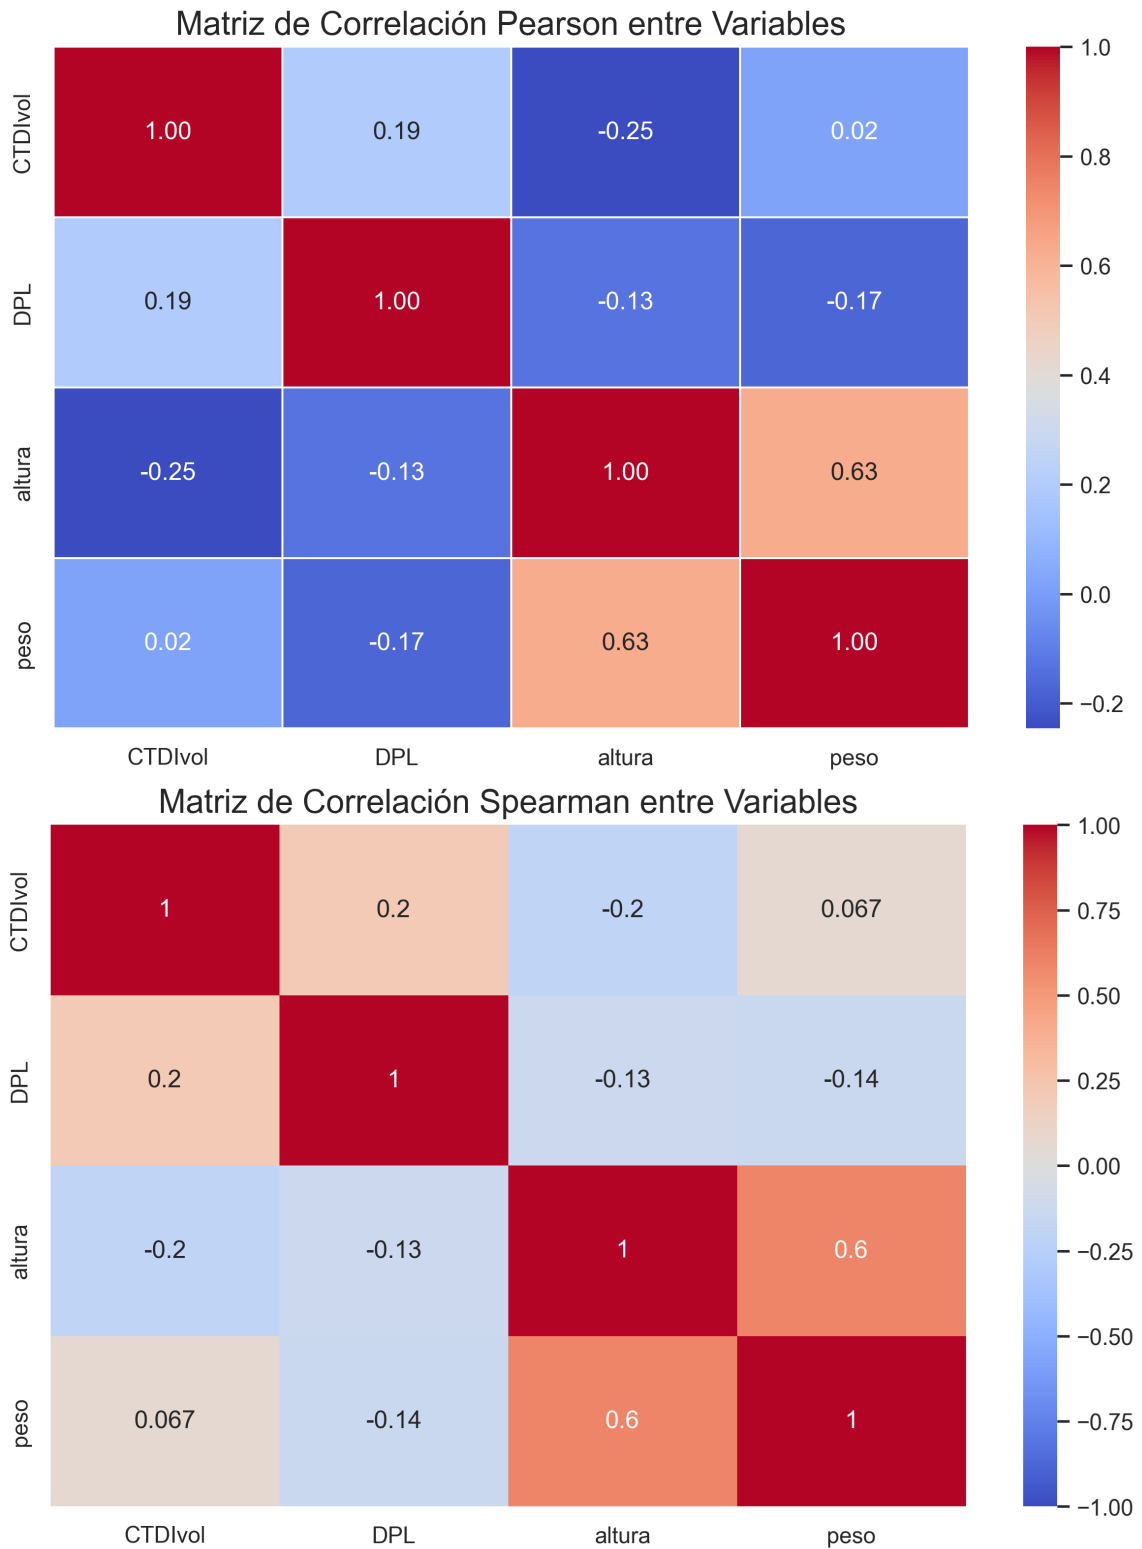 Matriz de Correlación Pearson entre Variables
CTDIvol 1.00 0.19 -0.25 0.02
DPL 0.19 1.00 -0.13 -0.17
altura -0.25 -0.13 1.00 0.63
peso 0.02 -0.17 0.63 1.00
CTDIvol DPL altura peso
1.0
0.8
0.6
0.4
0.2
0.0
−0.2
Matriz de Correlación Spearman entre Variables
CTDIvol 1 0.2 -0.2 0.067
DPL 0.2 1 -0.13 -0.14
altura -0.2 -0.13 1 0.6
peso 0.067 -0.14 0.6 1
CTDIvol DPL altura peso
1.00
0.75
0.50
0.25
0.00
−0.25
−0.50
−0.75
−1.00